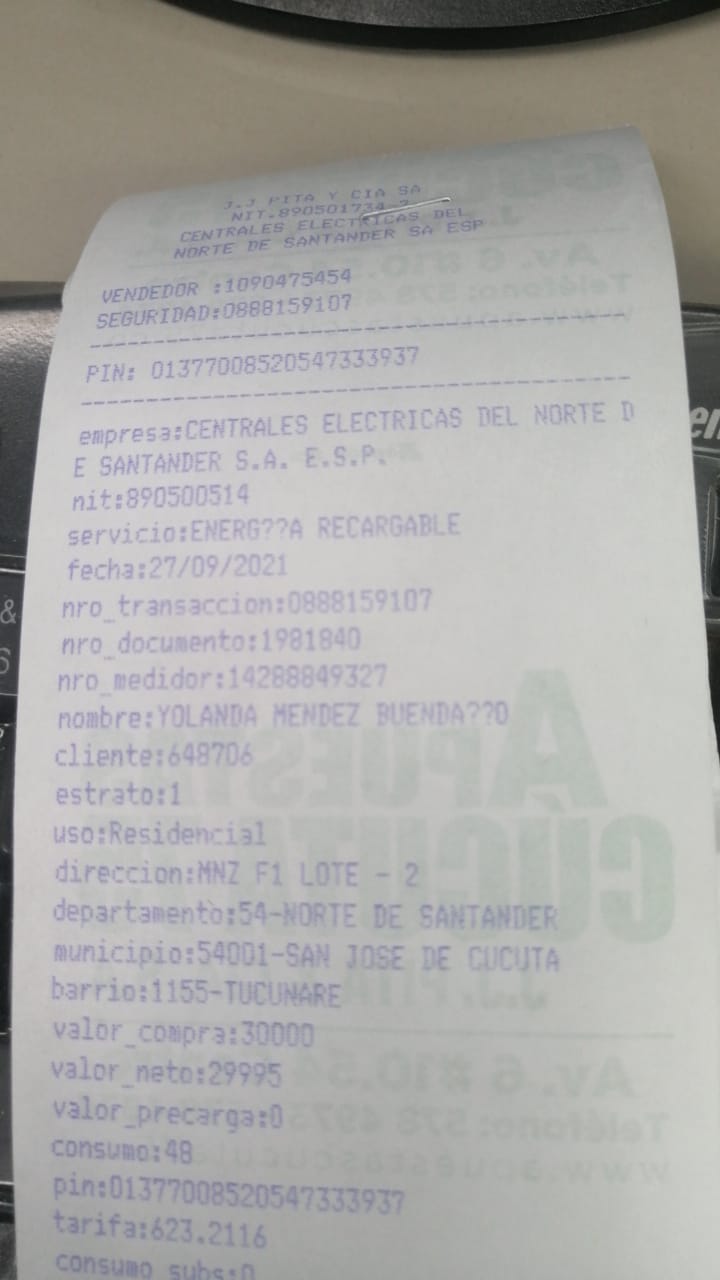 J.J PITA Y CIA SA
NIT.890501734-2
CENTRALES ELECTRICAS DEL
NORTE DE SANTANDER SA ESP
VENDEDOR :1090475454
SEGURIDAD:0888159107
PIN: 01377008520547333937
empresa:CENTRALES ELECTRICAS DEL NORTE D
E SANTANDER S.A. E.S.P.
nit:890500514
servicio:ENERG??A RECARGABLE
fecha:27/09/2021
nro_transaccion:0888159107
nro_documento:1981840
nro_medidor:14288849327
nombre:YOLANDA MENDEZ BUENDA??O
cliente:648706
estrato:1
uso:Residencial
direccion:MNZ F1 LOTE - 2
departamento:54-NORTE DE SANTANDER
municipio:54001-SAN JOSE DE CUCUTA
barrio:1155-TUCUNARE
valor_compra:30000
valor_neto:29995
valor_precarga:0
consumo:48
pin:01377008520547333937
tarifa:623.2116
consumo_subs:0